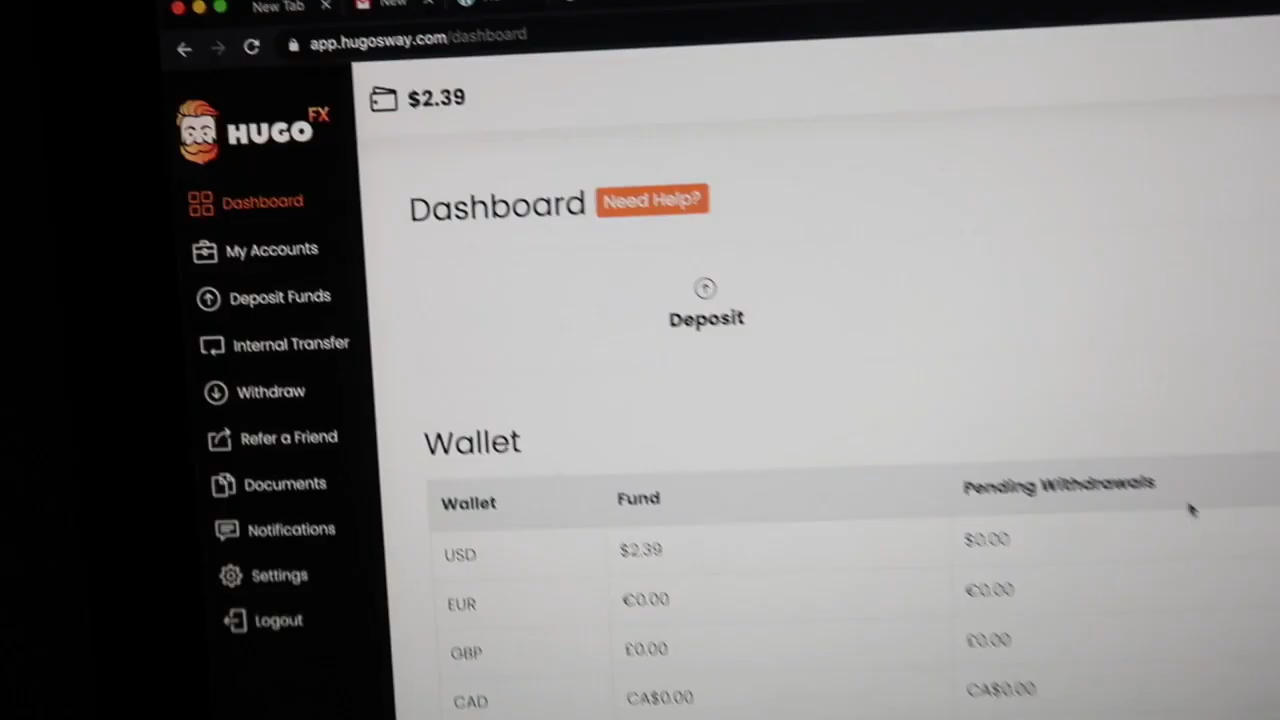 New Tab
New
app.hugosway.com/dashboard
$2.39
HUGO FX
Dashboard
My Accounts
Deposit Funds
Internal Transfer
Withdraw
Refer a Friend
Documents
Notifications
Settings
Logout
Dashboard Need Help?
Deposit
Wallet
Wallet Fund Pending Withdrawals
USD $2.39 $0.00
EUR €0.00 €0.00
GBP £0.00 £0.00
CAD CA$0.00 CA$0.00